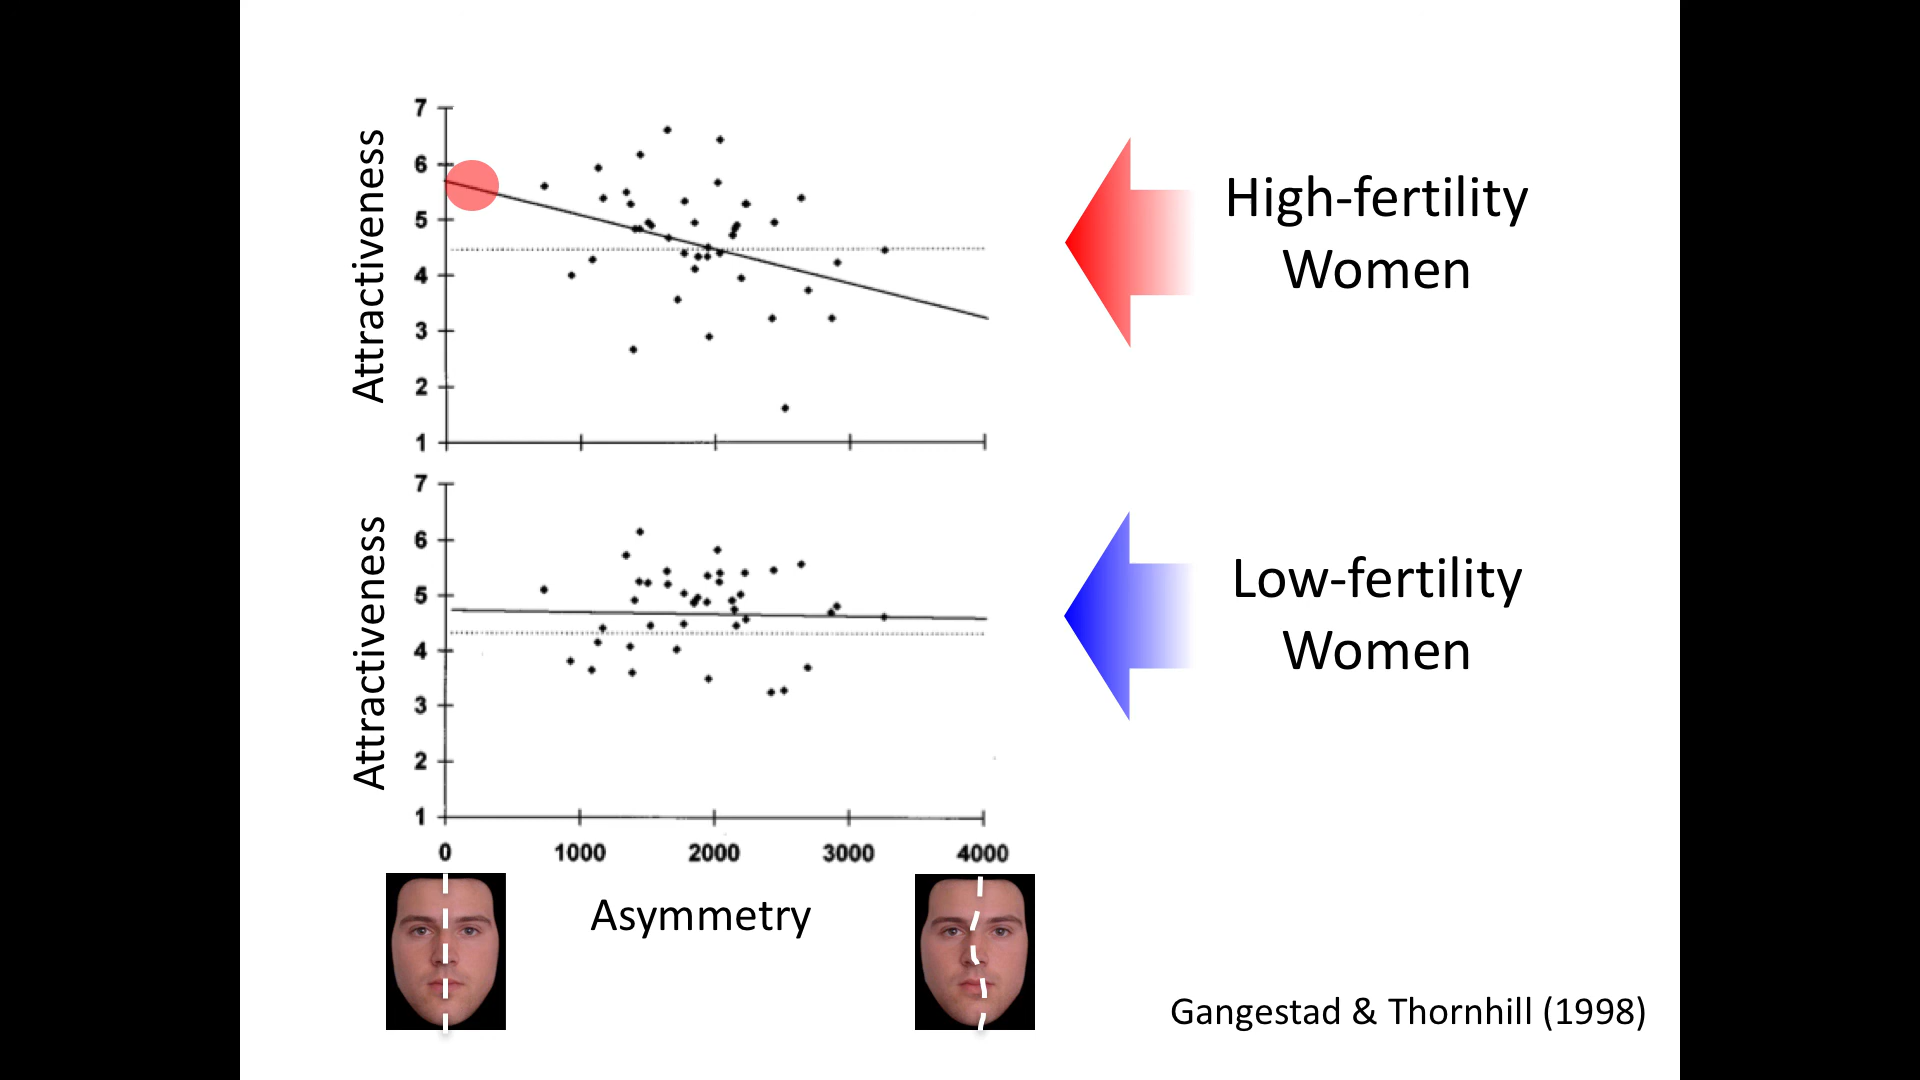 7
6
5
4
3
2
1
Attractiveness
High-fertility
Women
7
6
5
4
3
2
1
Attractiveness
Low-fertility
Women
0 1000 2000 3000 4000
Asymmetry
Gangestad & Thornhill (1998)